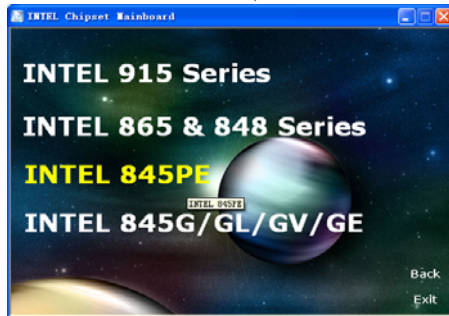 INTEL Chipset Mainboard
INTEL 915 Series
INTEL 865 & 848 Series
INTEL 845PE
INTEL 845PE
INTEL 845G/GL/GV/GE
Back
Exit